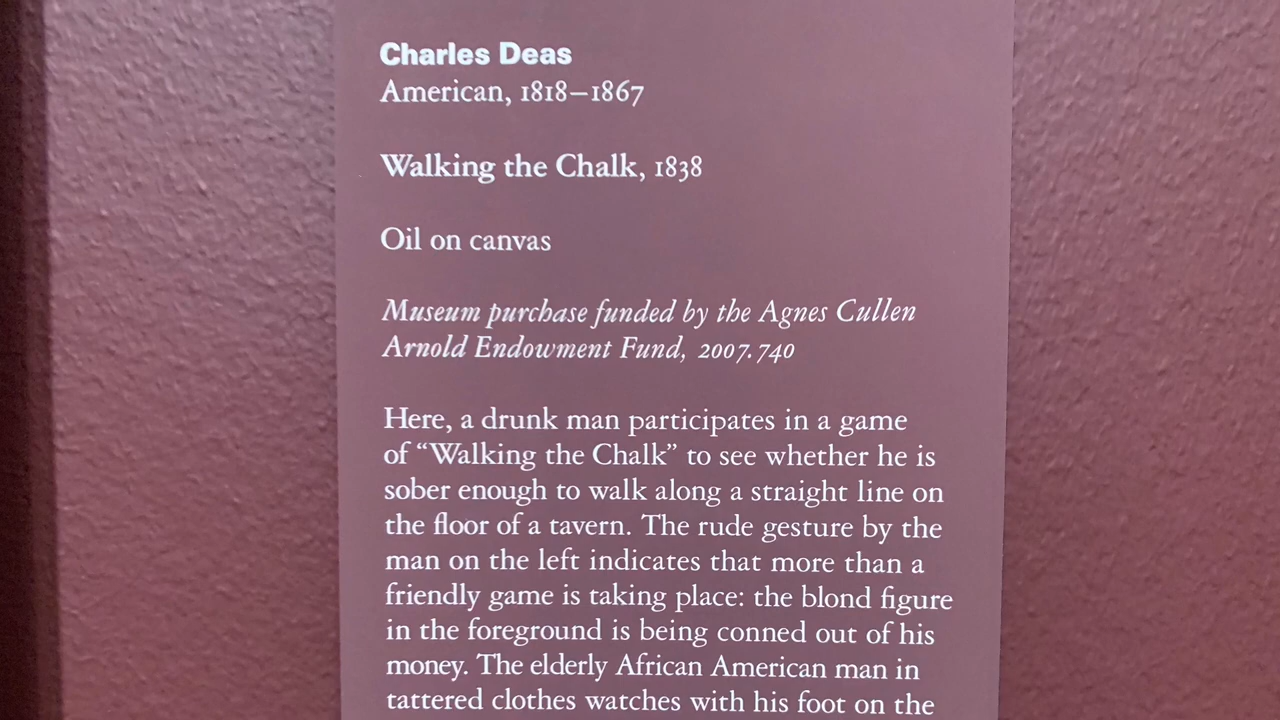 Charles Deas
American, 1818–1867
Walking the Chalk, 1838
Oil on canvas
Museum purchase funded by the Agnes Cullen
Arnold Endowment Fund, 2007.740
Here, a drunk man participates in a game
of “Walking the Chalk” to see whether he is
sober enough to walk along a straight line on
the floor of a tavern. The rude gesture by the
man on the left indicates that more than a
friendly game is taking place: the blond figure
in the foreground is being conned out of his
money. The elderly African American man in
tattered clothes watches with his foot on the